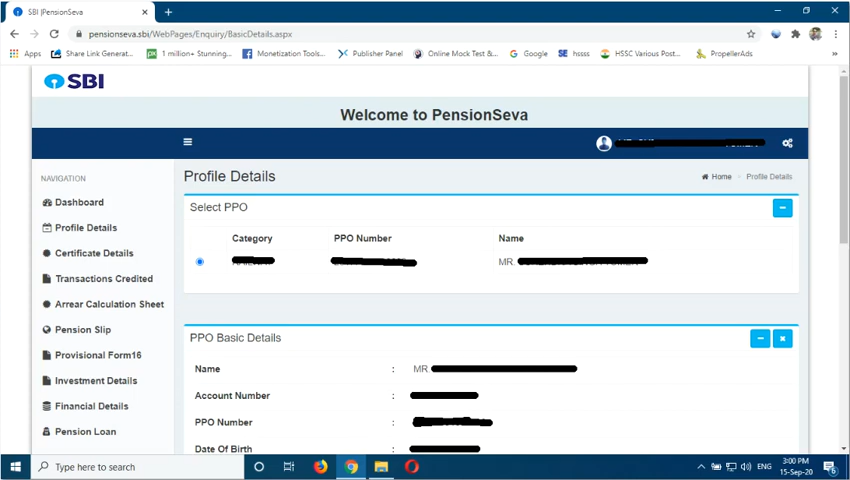 SBI |PensionSeva
pensionseva.sbi/WebPages/Enquiry/BasicDetails.aspx
Apps Share Link Generat... 1 million+ Stunning... Monetization Tools... Publisher Panel Online Mock Test &... Google hssss HSSC Various Post... PropellerAds
SBI
Welcome to PensionSeva
NAVIGATION
Profile Details
Home Profile Details
Dashboard
Select PPO
Profile Details
Category PPO Number Name
Certificate Details
MR.
Transactions Credited
Arrear Calculation Sheet
Pension Slip
PPO Basic Details
Provisional Form16
Name : MR
Investment Details
Account Number :
Financial Details
PPO Number :
Pension Loan
Date Of Birth :
Type here to search
ENG
3:00 PM
15-Sep-20
6